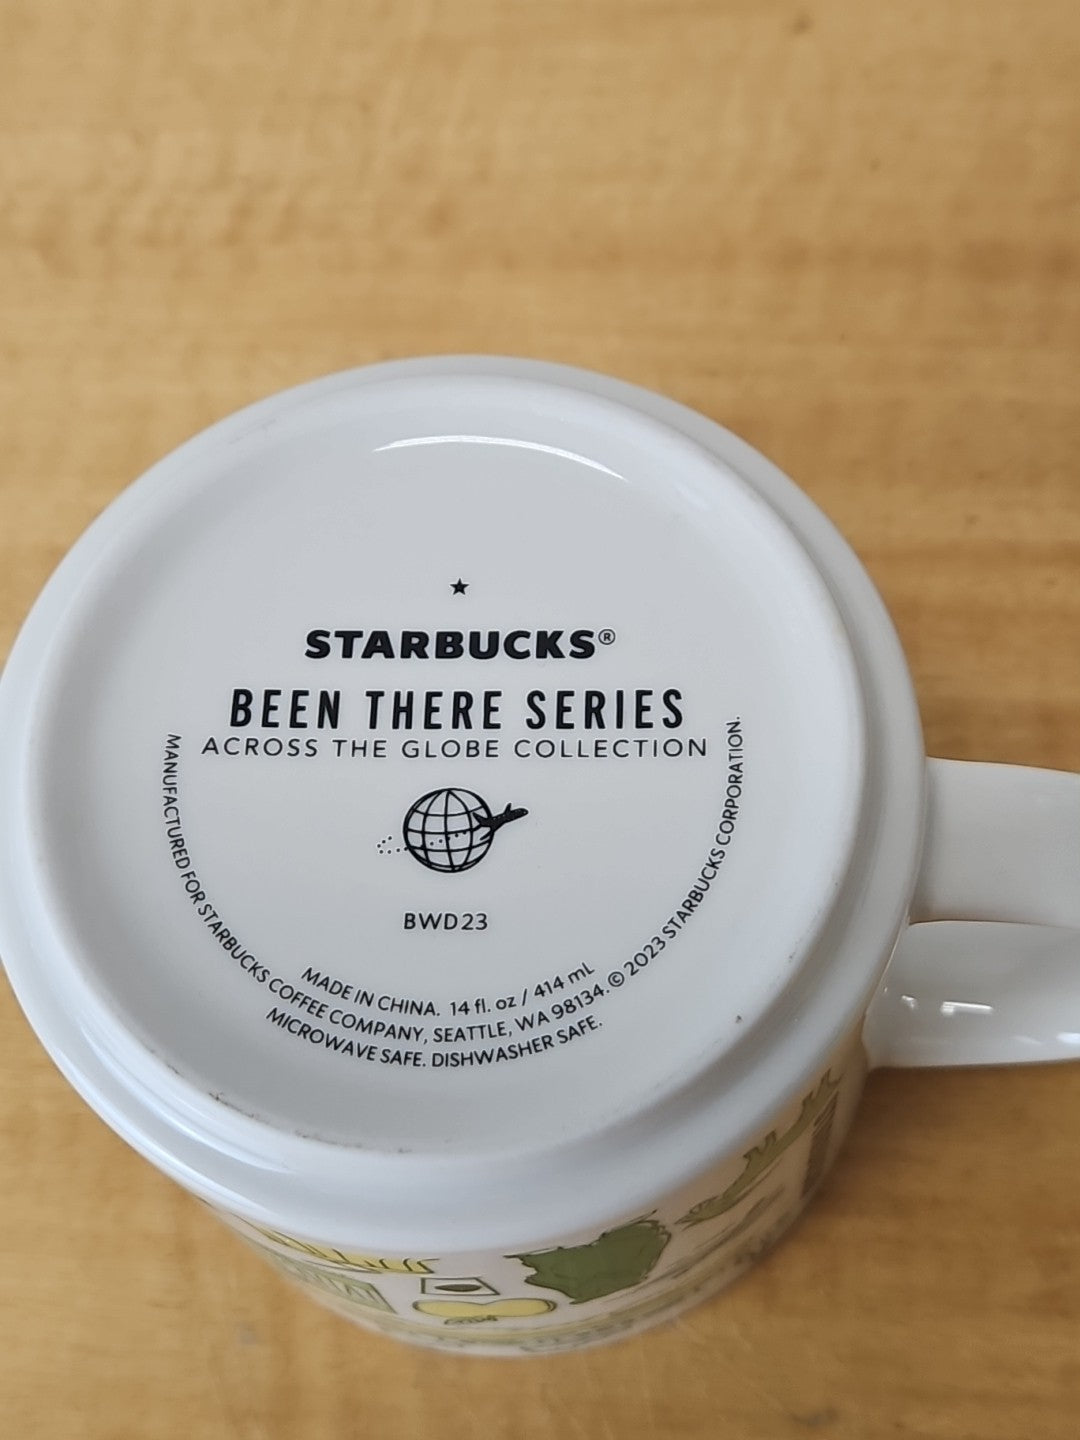 STARBUCKS®
BEEN THERE SERIES
ACROSS THE GLOBE COLLECTION
BWD23
MADE IN CHINA. 14 fl. oz / 414 mL
MANUFACTURED FOR STARBUCKS COFFEE COMPANY, SEATTLE, WA 98134. © 2023 STARBUCKS CORPORATION.
MICROWAVE SAFE. DISHWASHER SAFE.